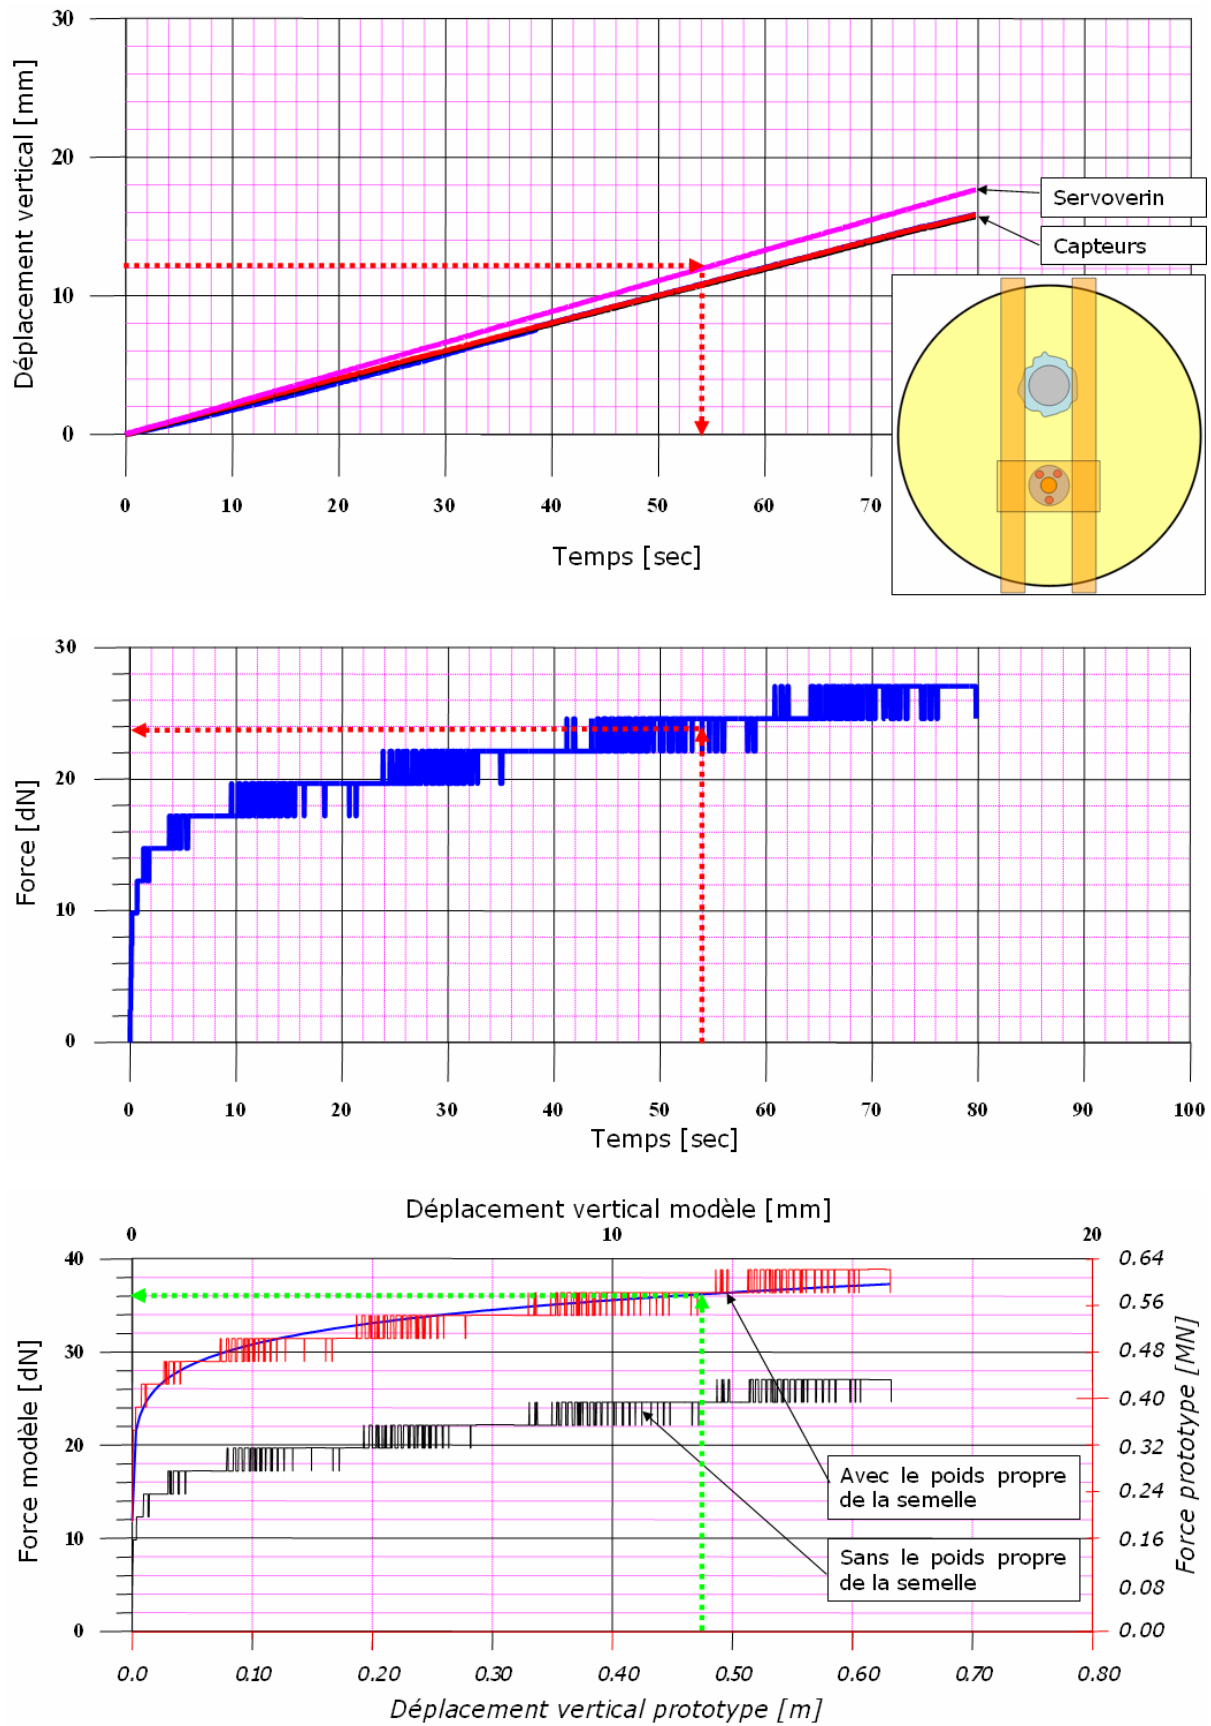 30
20
10
0
Déplacement vertical [mm]
Servoverin
Capteurs
0 10 20 30 40 50 60 70
Temps [sec]
30
20
10
0
Force [dN]
0 10 20 30 40 50 60 70 80 90 100
Temps [sec]
Déplacement vertical modèle [mm]
0 10 20
40
30
20
10
0
Force modèle [dN]
0.64
0.56
0.48
0.40
0.32
0.24
0.16
0.08
0.00
Force prototype [MN]
Avec le poids propre
de la semelle
Sans le poids propre
de la semelle
0.0 0.10 0.20 0.30 0.40 0.50 0.60 0.70 0.80
Déplacement vertical prototype [m]